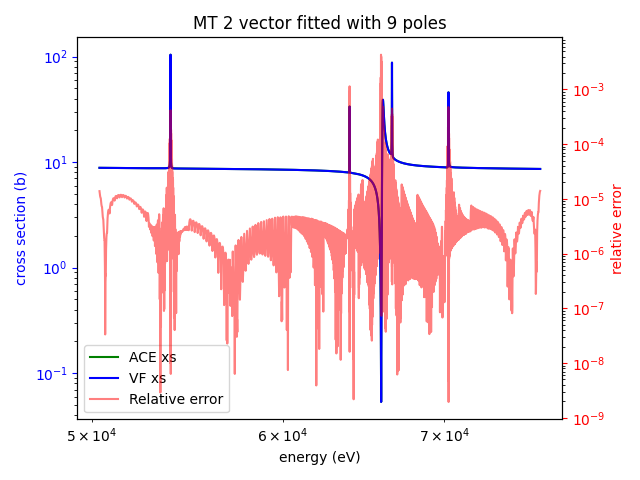 MT 2 vector fitted with 9 poles
10²
10¹
10⁰
10⁻¹
cross section (b)
10⁻³
10⁻⁴
10⁻⁵
10⁻⁶
10⁻⁷
10⁻⁸
10⁻⁹
relative error
ACE xs
VF xs
Relative error
5 × 10⁴
6 × 10⁴
7 × 10⁴
energy (eV)